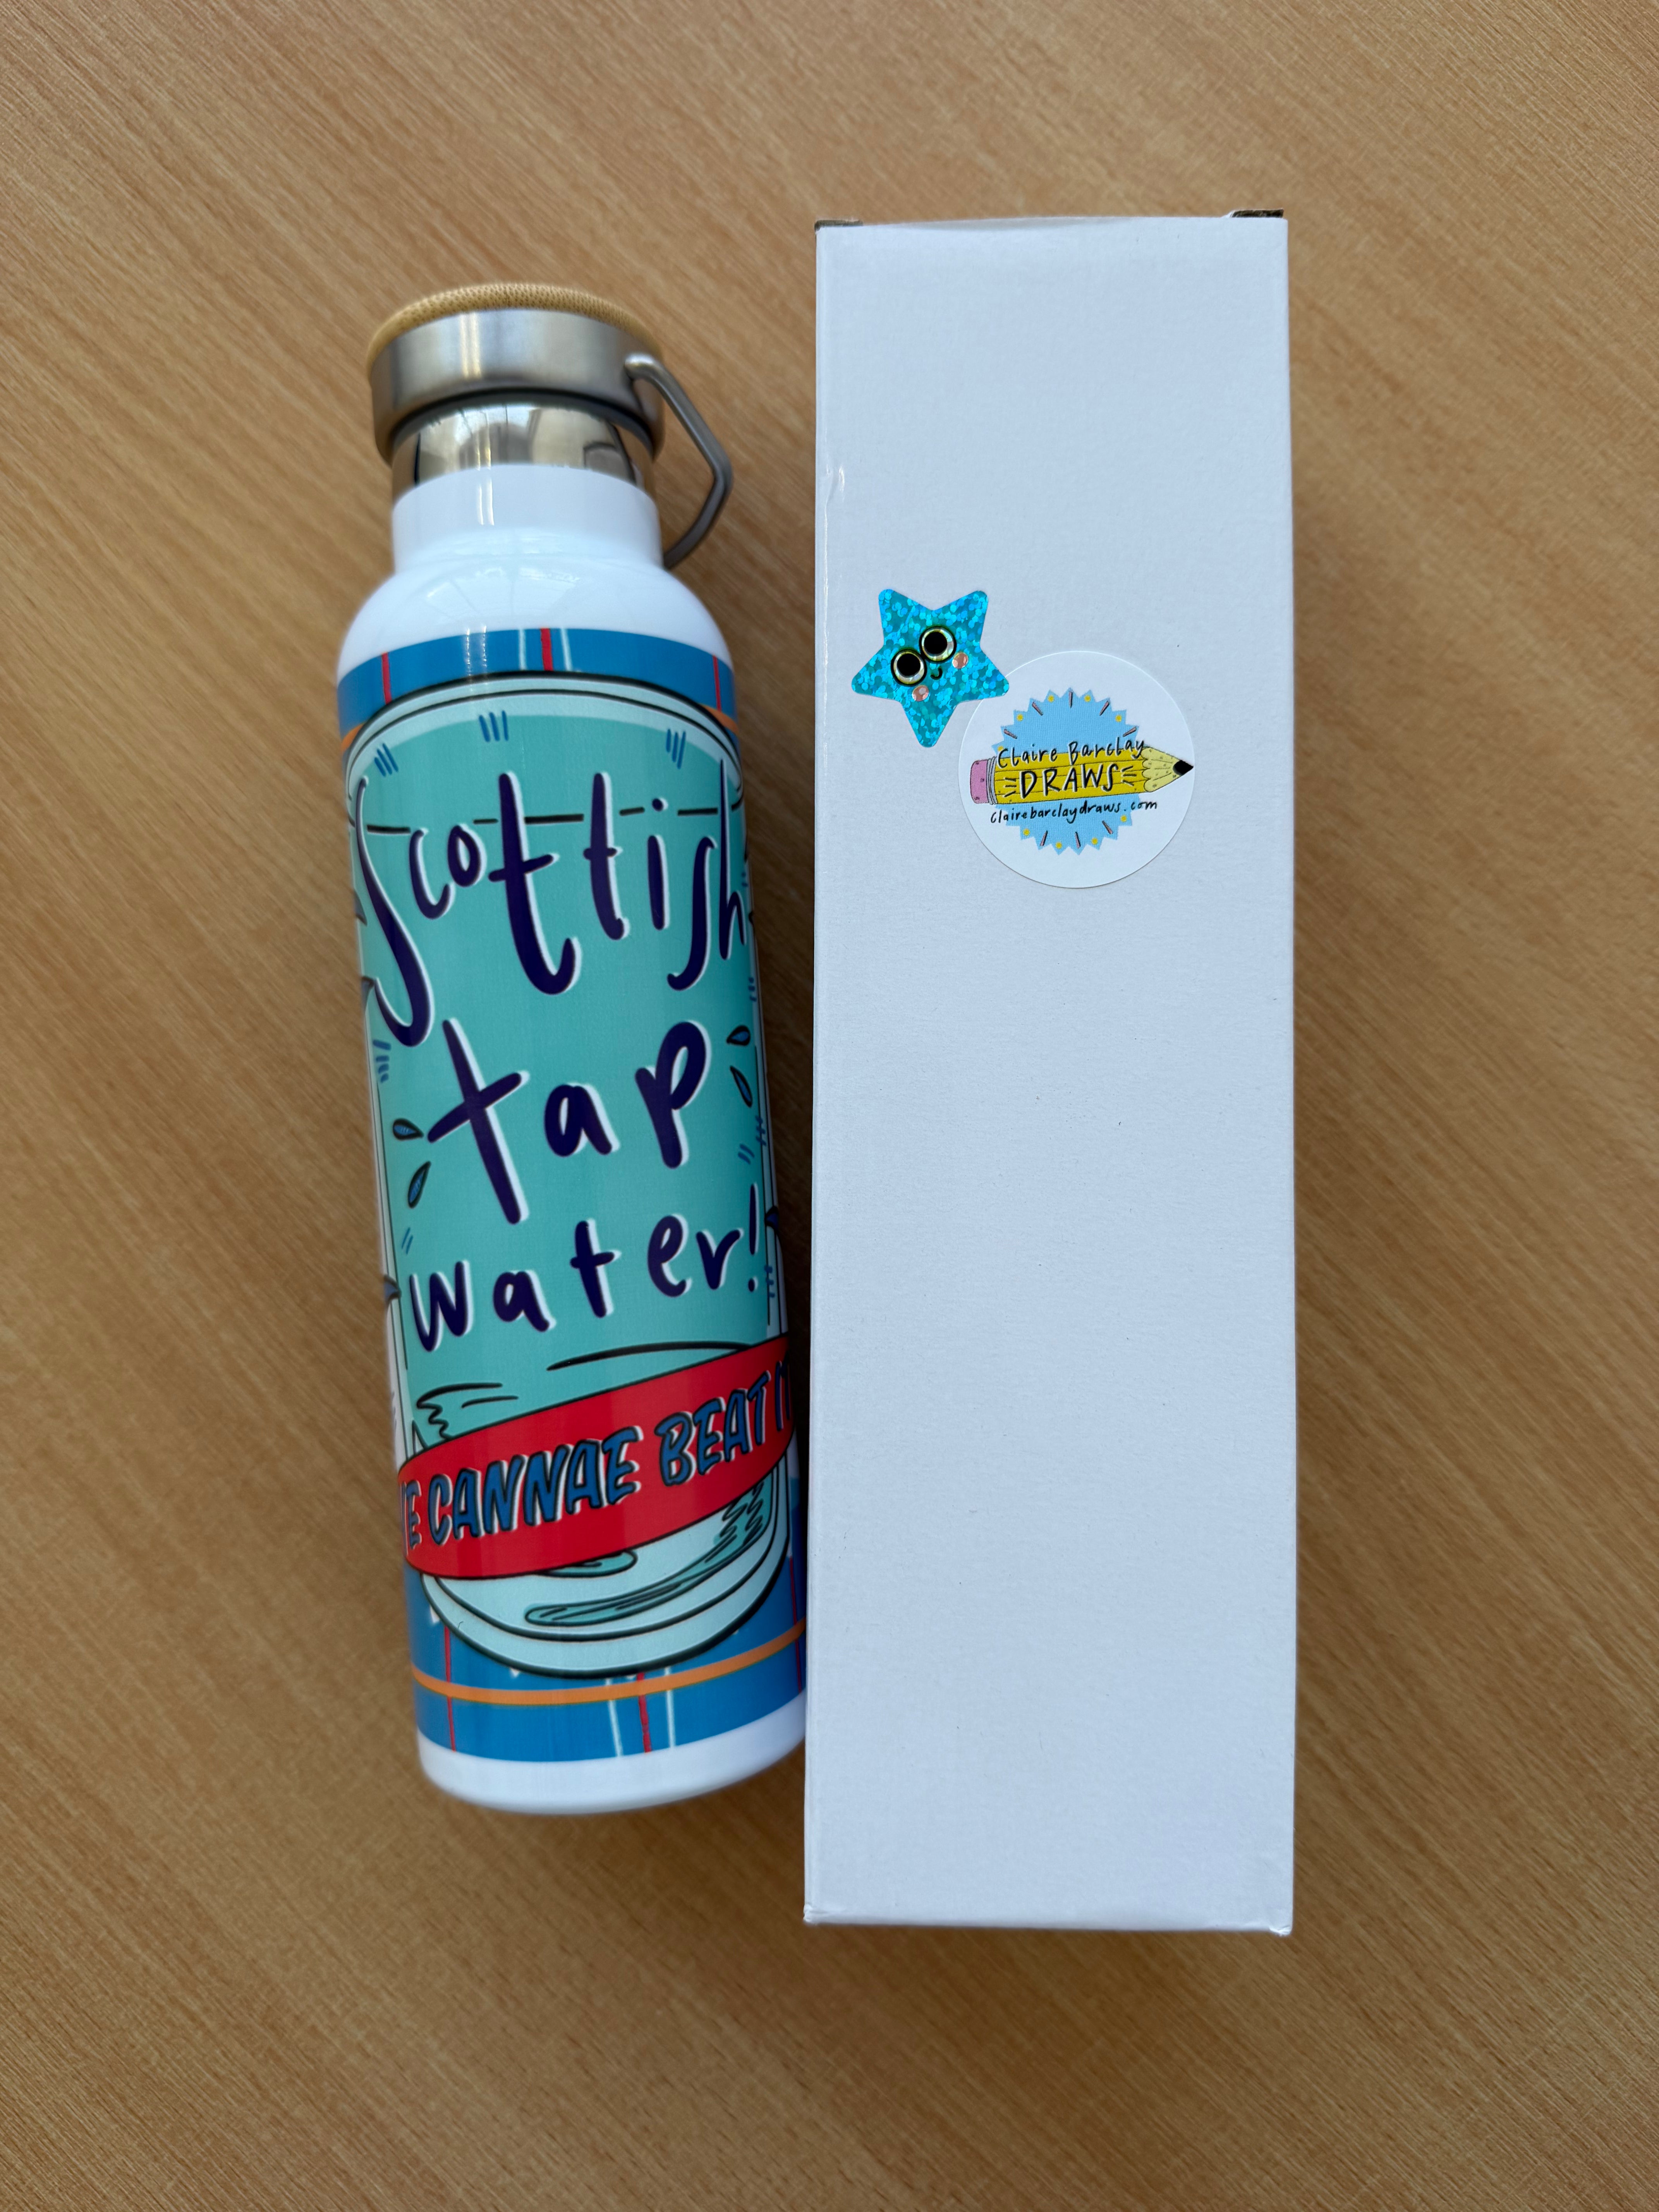 Scottish
tap
water!
CANNAE BEAT
Claire Barclay
DRAWS
clairebarclaydraws.com